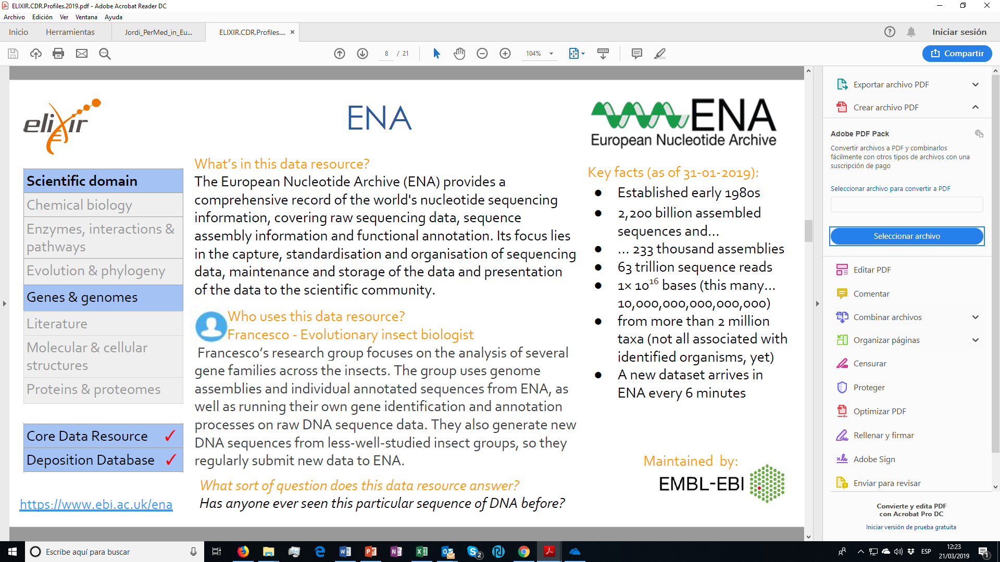 ELIXIR.CDR.Profiles.2019.pdf - Adobe Acrobat Reader DC
Archivo Edición Ver Ventana Ayuda
Inicio Herramientas Jordi_PerMed_in_Eu... ELIXIR.CDR.Profiles.... × Iniciar sesión
8 / 21 104% Compartir
elixir
ENA
ENA
European Nucleotide Archive
Scientific domain
Chemical biology
Enzymes, interactions &
pathways
Evolution & phylogeny
Genes & genomes
Literature
Molecular & cellular
structures
Proteins & proteomes
Core Data Resource ✓
Deposition Database ✓
https://www.ebi.ac.uk/ena
What's in this data resource?
The European Nucleotide Archive (ENA) provides a
comprehensive record of the world's nucleotide sequencing
information, covering raw sequencing data, sequence
assembly information and functional annotation. Its focus lies
in the capture, standardisation and organisation of sequencing
data, maintenance and storage of the data and presentation
of the data to the scientific community.
Who uses this data resource?
Francesco - Evolutionary insect biologist
Francesco's research group focuses on the analysis of several
gene families across the insects. The group uses genome
assemblies and individual annotated sequences from ENA, as
well as running their own gene identification and annotation
processes on raw DNA sequence data. They also generate new
DNA sequences from less-well-studied insect groups, so they
regularly submit new data to ENA.
What sort of question does this data resource answer?
Has anyone ever seen this particular sequence of DNA before?
Key facts (as of 31-01-2019):
● Established early 1980s
● 2,200 billion assembled
sequences and...
● ... 233 thousand assemblies
● 63 trillion sequence reads
● 1× 10¹⁶ bases (this many...
10,000,000,000,000,000)
● from more than 2 million
taxa (not all associated with
identified organisms, yet)
● A new dataset arrives in
ENA every 6 minutes
Maintained by:
EMBL-EBI
Exportar archivo PDF
Crear archivo PDF
Adobe PDF Pack
Convertir archivos a PDF y combinarlos
fácilmente con otros tipos de archivos con una
suscripción de pago
Seleccionar archivo para convertir a PDF
Seleccionar archivo
Editar PDF
Comentar
Combinar archivos
Organizar páginas
Censurar
Proteger
Optimizar PDF
Rellenar y firmar
Adobe Sign
Enviar para revisar
Convierte y edita PDF
con Acrobat Pro DC
Iniciar versión de prueba gratuita
Escribe aquí para buscar
2
ESP
12:23
21/03/2019
1